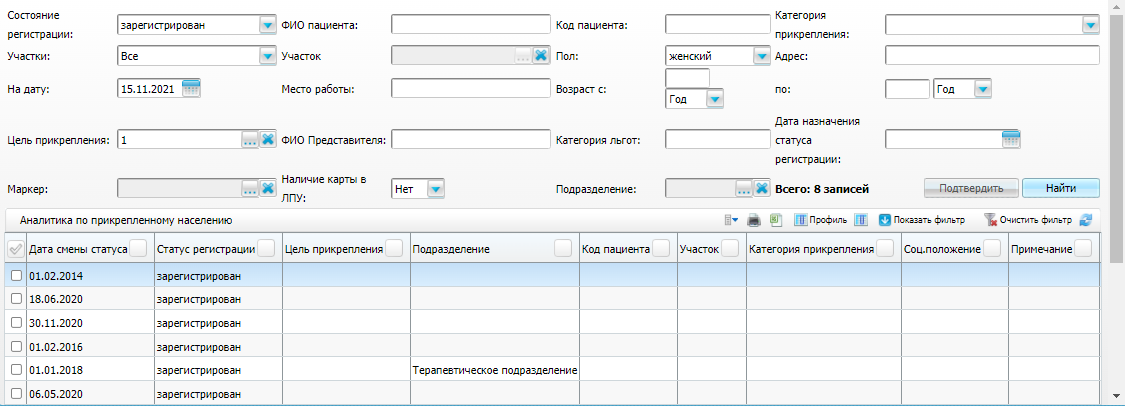 Состояние регистрации: зарегистрирован ФИО пациента: Код пациента: Категория прикрепления:
Участки: Все Участок ... Пол: женский Адрес:
На дату: 15.11.2021 Место работы: Возраст с: Год по: Год
Цель прикрепления: 1 ... ФИО Представителя: Категория льгот: Дата назначения статуса регистрации:
Маркер: ... Наличие карты в ЛПУ: Нет Подразделение: ... Всего: 8 записей Подтвердить Найти
Аналитика по прикрепленному населению Профиль Показать фильтр Очистить фильтр
Дата смены статуса Статус регистрации Цель прикрепления Подразделение Код пациента Участок Категория прикрепления Соц.положение Примечание
01.02.2014 зарегистрирован
18.06.2020 зарегистрирован
30.11.2020 зарегистрирован
01.02.2016 зарегистрирован
01.01.2018 зарегистрирован Терапевтическое подразделение
06.05.2020 зарегистрирован